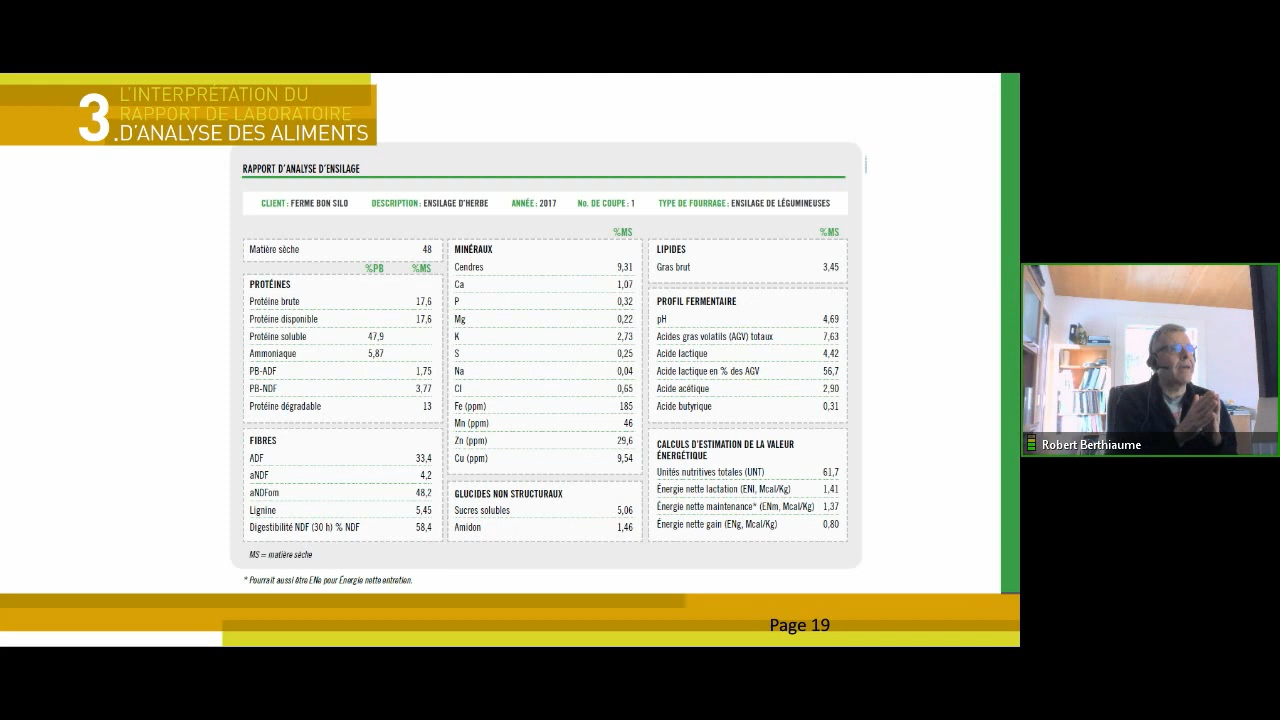 3.
L'INTERPRÉTATION DU
RAPPORT DE LABORATOIRE
D'ANALYSE DES ALIMENTS
RAPPORT D'ANALYSE D'ENSILAGE
CLIENT : FERME BON SILO DESCRIPTION : ENSILAGE D'HERBE ANNÉE : 2017 No. DE COUPE : 1 TYPE DE FOURRAGE : ENSILAGE DE LÉGUMINEUSES
Matière sèche 48
%PB %MS
PROTÉINES
Protéine brute 17,6
Protéine disponible 17,6
Protéine soluble 47,9
Ammoniaque 5,87
PB-ADF 1,75
PB-NDF 3,77
Protéine dégradable 13
FIBRES
ADF 33,4
aNDF 4,2
aNDFom 48,2
Lignine 5,45
Digestibilité NDF (30 h) % NDF 58,4
%MS
MINÉRAUX
Cendres 9,31
Ca 1,07
P 0,32
Mg 0,22
K 2,73
S 0,25
Na 0,04
Cl 0,65
Fe (ppm) 185
Mn (ppm) 46
Zn (ppm) 29,6
Cu (ppm) 9,54
GLUCIDES NON STRUCTURAUX
Sucres solubles 5,06
Amidon 1,46
%MS
LIPIDES
Gras brut 3,45
PROFIL FERMENTAIRE
pH 4,69
Acides gras volatils (AGV) totaux 7,63
Acide lactique 4,42
Acide lactique en % des AGV 56,7
Acide acétique 2,90
Acide butyrique 0,31
CALCULS D'ESTIMATION DE LA VALEUR
ÉNERGÉTIQUE
Unités nutritives totales (UNT) 61,7
Énergie nette lactation (ENl, Mcal/Kg) 1,41
Énergie nette maintenance* (ENm, Mcal/Kg) 1,37
Énergie nette gain (ENg, Mcal/Kg) 0,80
MS = matière sèche
* Pourrait aussi être ENe pour Énergie nette entretien.
Page 19
Robert Berthiaume